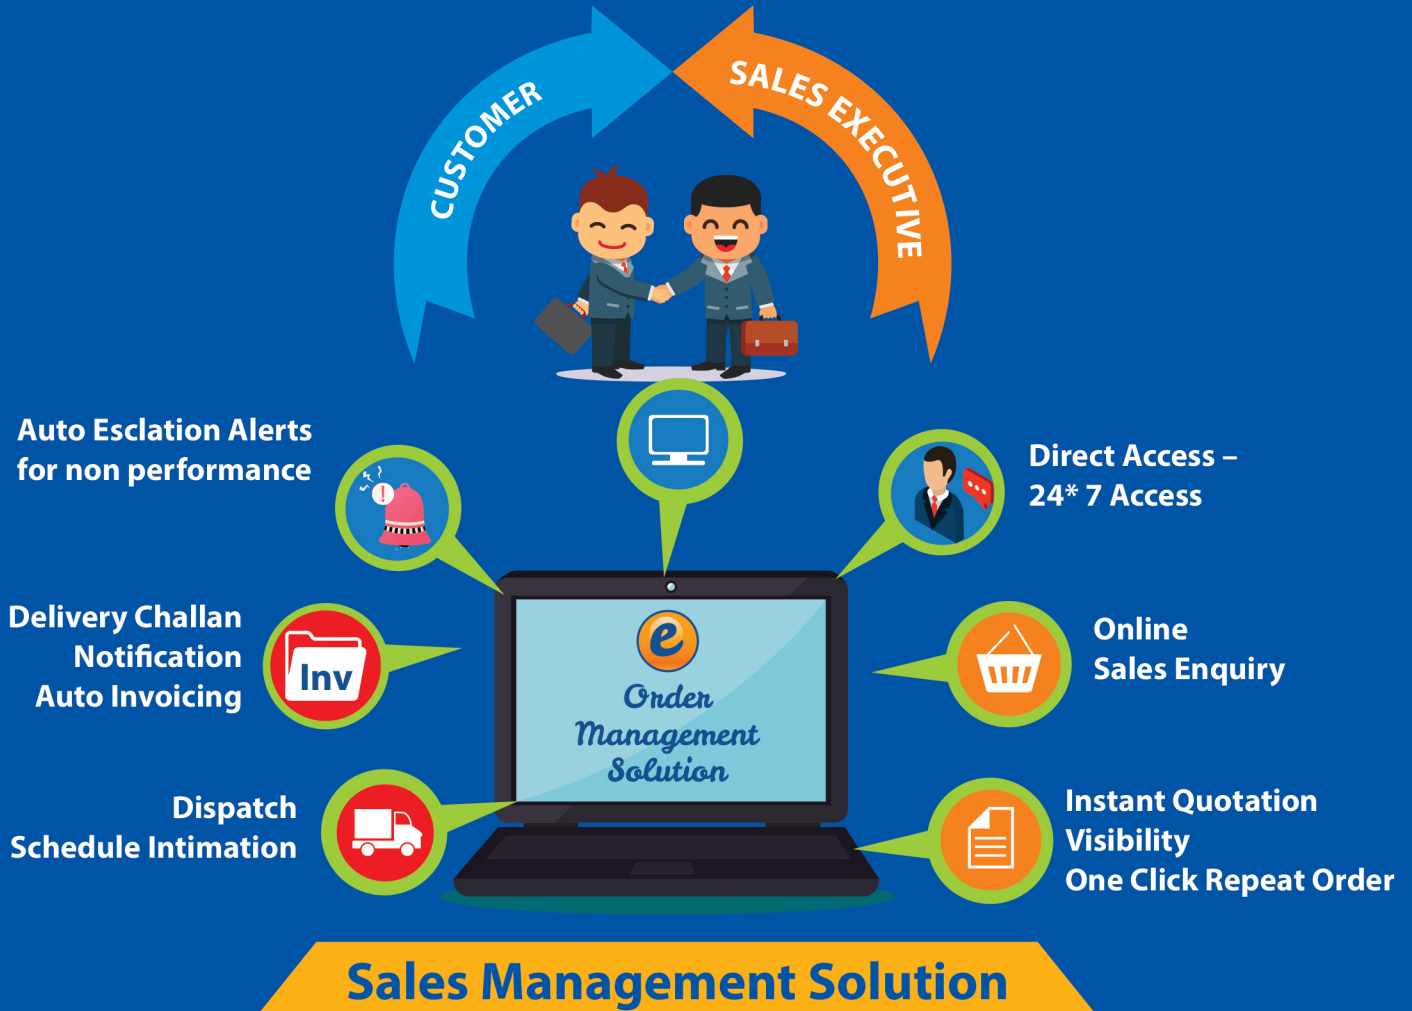 CUSTOMER
SALES EXECUTIVE
Auto Esclation Alerts
for non performance
!
Direct Access –
24* 7 Access
Delivery Challan
Notification
Auto Invoicing
Inv
Online
Sales Enquiry
e
Order
Management
Solution
Dispatch
Schedule Intimation
Instant Quotation
Visibility
One Click Repeat Order
Sales Management Solution